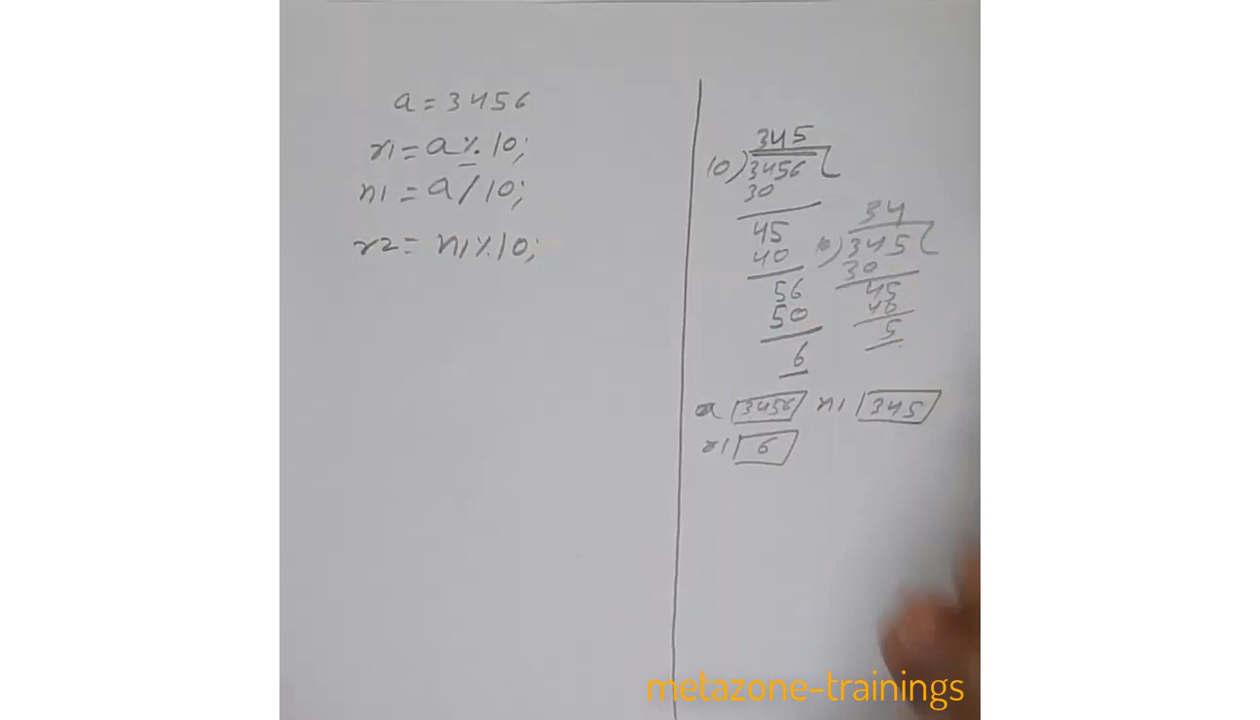 a = 3456
r1 = a % 10;
n1 = a / 10;
r2 = n1 % 10;
345
10) 3456
30
45
40
56
50
6
34
10) 345
30
45
40
5
a 3456 n1 345
r1 6
metazone-trainings